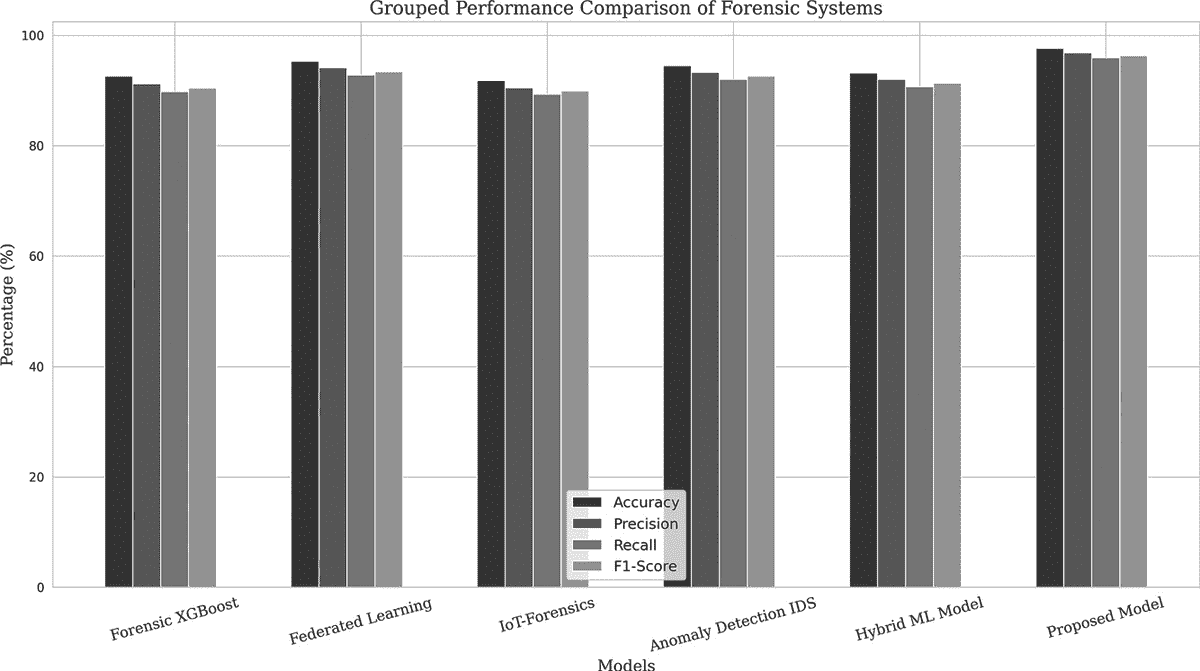 Grouped Performance Comparison of Forensic Systems
100
80
60
40
20
0
Percentage (%)
Accuracy
Precision
Recall
F1-Score
Forensic XGBoost
Federated Learning
IoT-Forensics
Anomaly Detection IDS
Hybrid ML Model
Proposed Model
Models